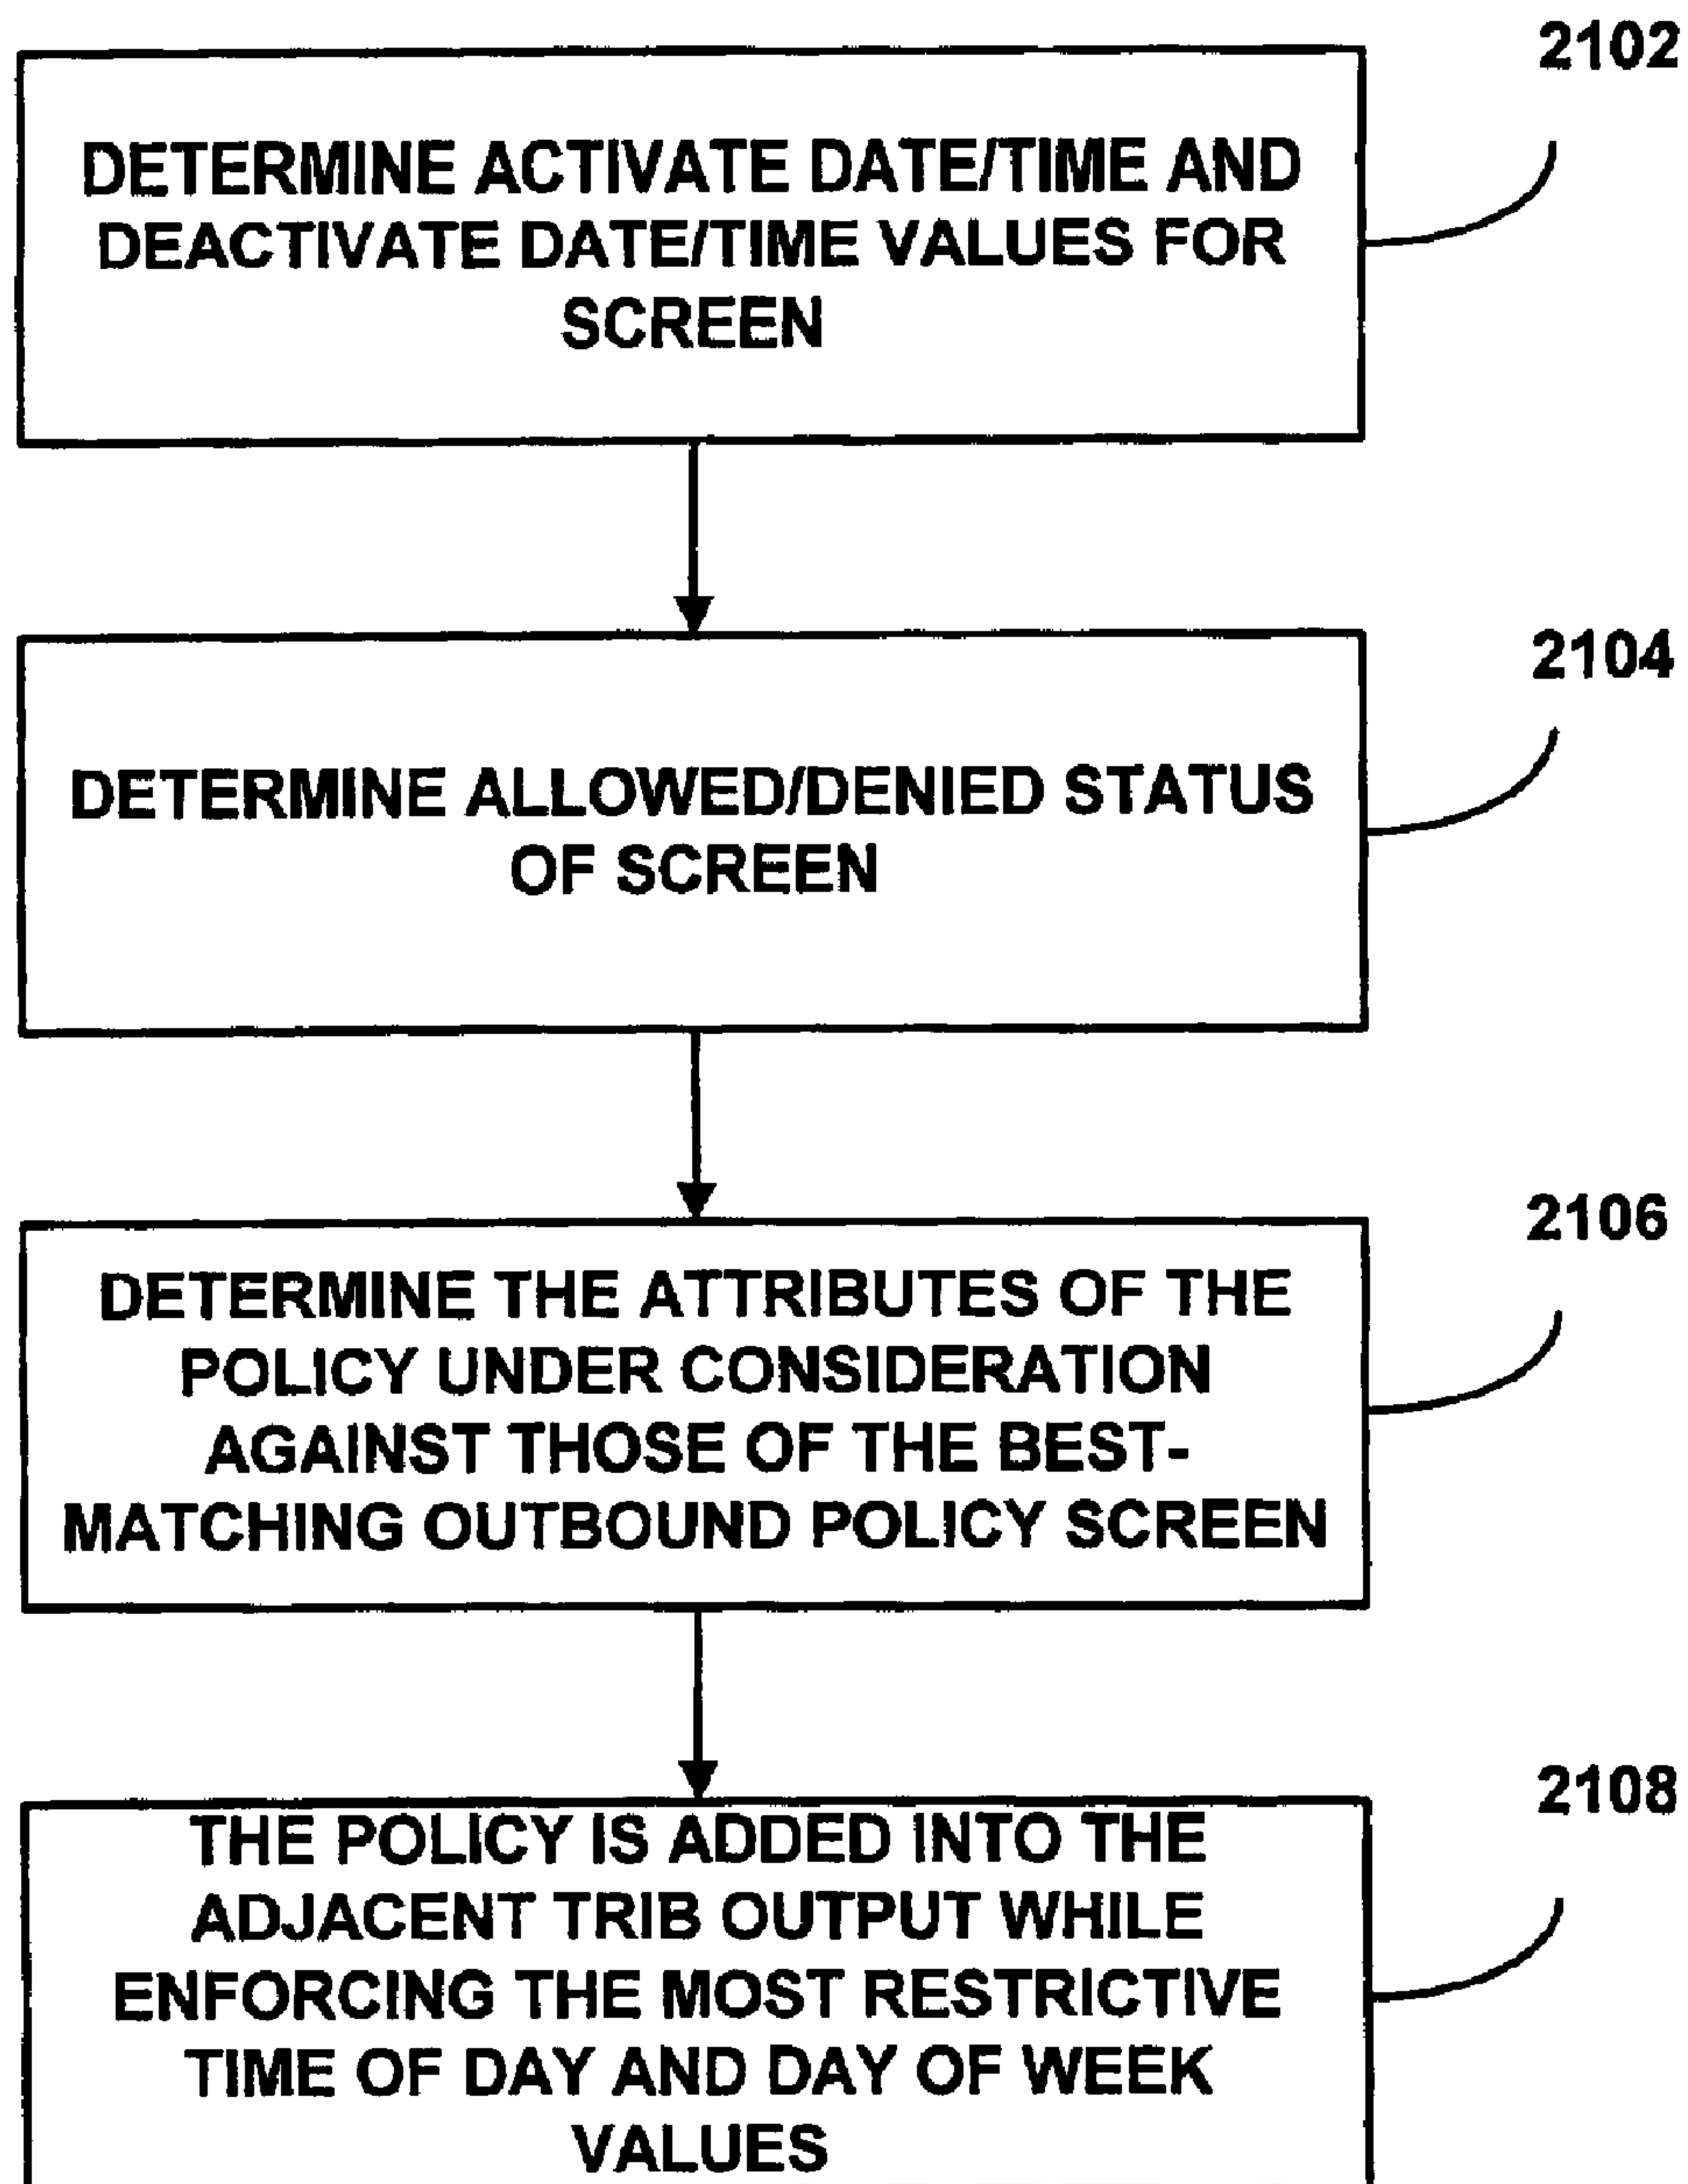 2102
DETERMINE ACTIVATE DATE/TIME AND
DEACTIVATE DATE/TIME VALUES FOR
SCREEN
2104
DETERMINE ALLOWED/DENIED STATUS
OF SCREEN
2106
DETERMINE THE ATTRIBUTES OF THE
POLICY UNDER CONSIDERATION
AGAINST THOSE OF THE BEST-
MATCHING OUTBOUND POLICY SCREEN
2108
THE POLICY IS ADDED INTO THE
ADJACENT TRIB OUTPUT WHILE
ENFORCING THE MOST RESTRICTIVE
TIME OF DAY AND DAY OF WEEK
VALUES